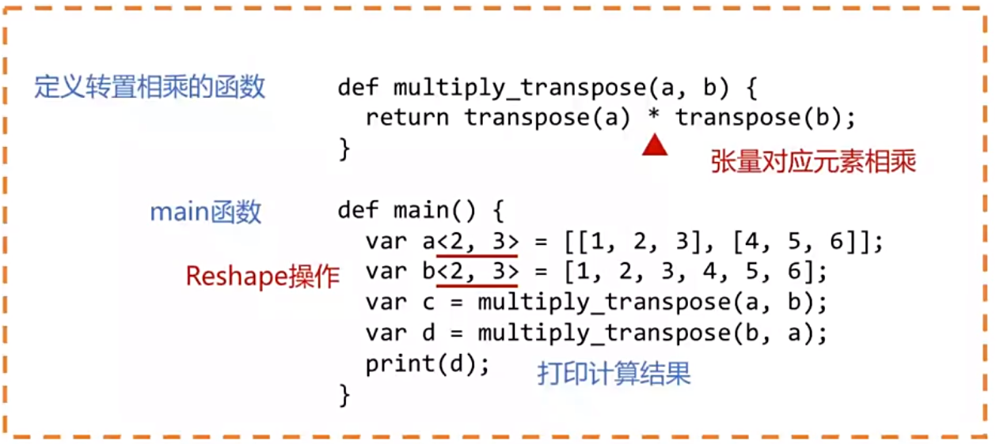 定义转置相乘的函数
def multiply_transpose(a, b) {
return transpose(a) * transpose(b);
}
张量对应元素相乘
main函数
def main() {
var a<2, 3> = [[1, 2, 3], [4, 5, 6]];
Reshape操作
var b<2, 3> = [1, 2, 3, 4, 5, 6];
var c = multiply_transpose(a, b);
var d = multiply_transpose(b, a);
print(d);
打印计算结果
}